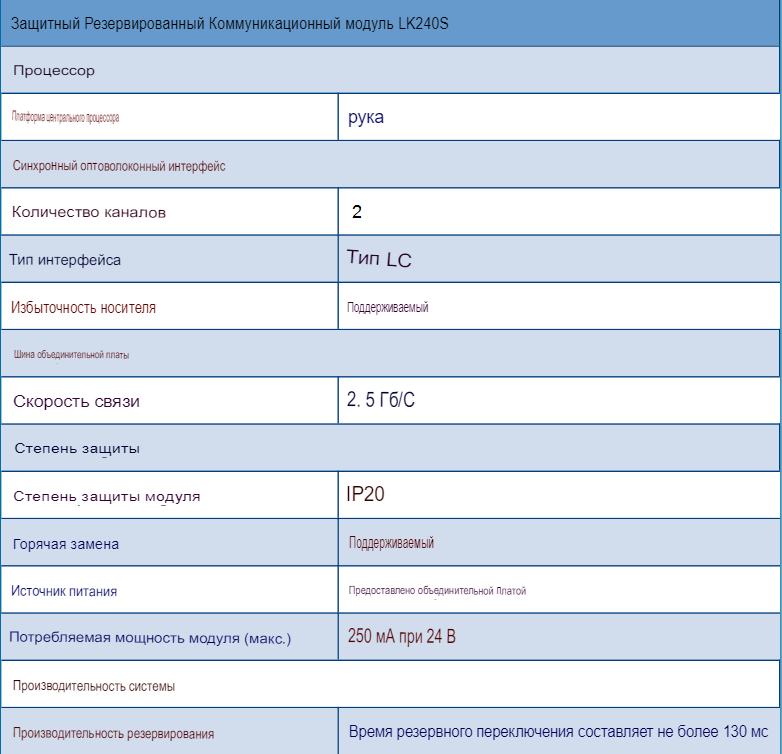 Защитный Резервированный Коммуникационный модуль LK240S
Процессор
Платформа центрального процессора
рука
Синхронный оптоволоконный интерфейс
Количество каналов
2
Тип интерфейса
Тип LC
Избыточность носителя
Поддерживаемый
Шина объединительной платы
Скорость связи
2. 5 Гб/С
Степень защиты
Степень защиты модуля
IP20
Горячая замена
Поддерживаемый
Источник питания
Предоставлено объединительной Платой
Потребляемая мощность модуля (макс.)
250 мА при 24 В
Производительность системы
Производительность резервирования
Время резервного переключения составляет не более 130 мс